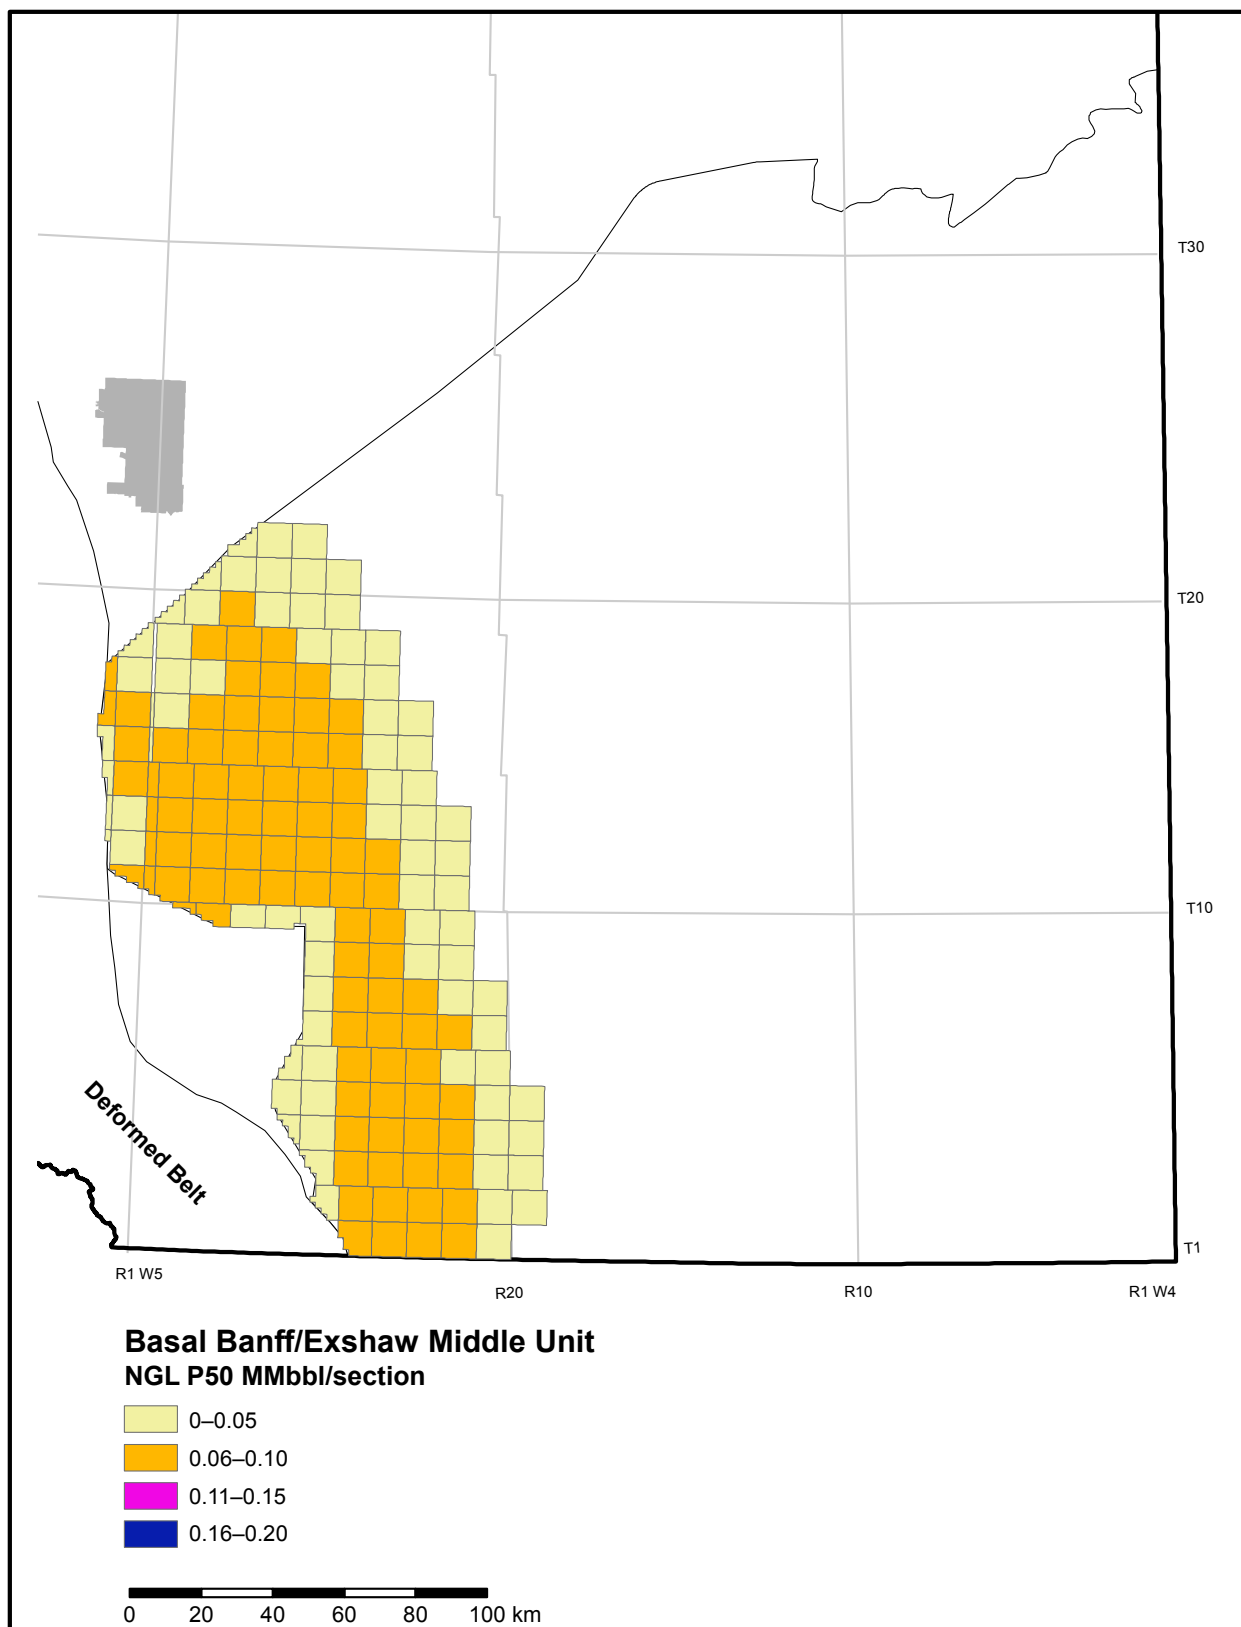 T30
T20
T10
Deformed Belt
T1
R1 W5
R20
R10
R1 W4
Basal Banff/Exshaw Middle Unit
NGL P50 MMbbl/section
0–0.05
0.06–0.10
0.11–0.15
0.16–0.20
0 20 40 60 80 100 km